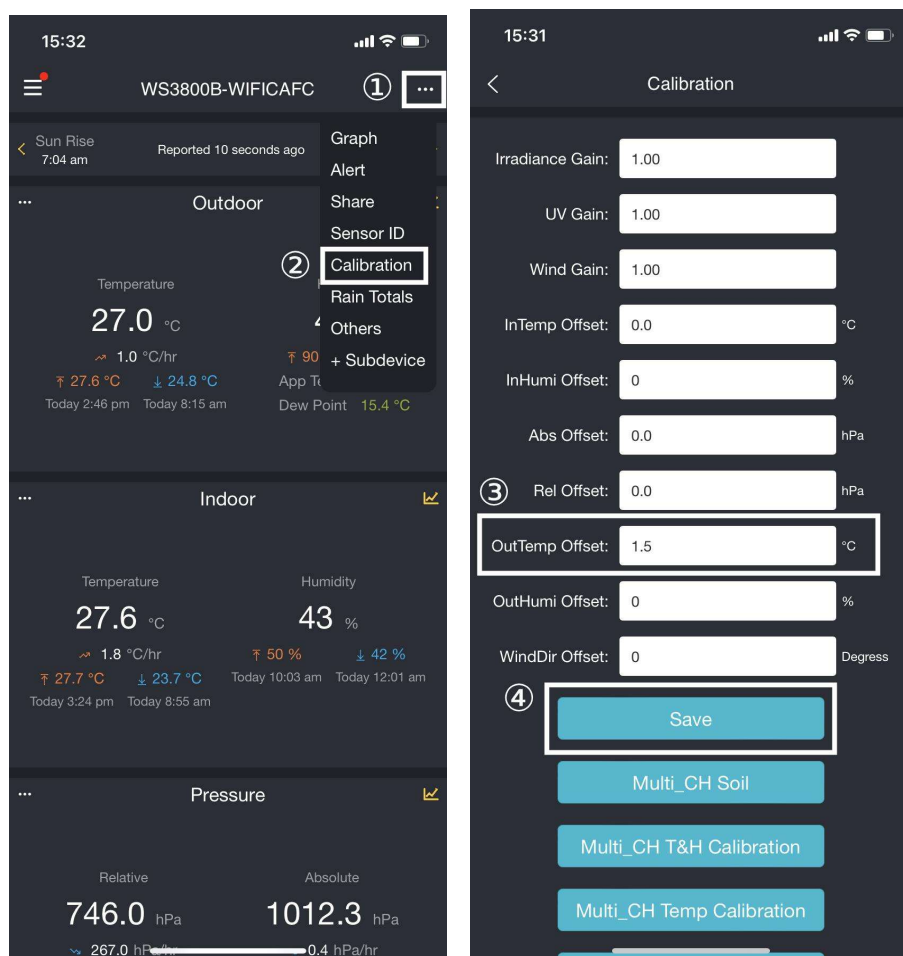 15:32
WS3800B-WIFICAFC
①
...
Sun Rise
7:04 am
Reported 10 seconds ago
Graph
Alert
Share
Sensor ID
② Calibration
Rain Totals
Others
+ Subdevice
Outdoor
Temperature
27.0 °C
1.0 °C/hr
27.6 °C 24.8 °C
Today 2:46 pm Today 8:15 am
90
App Te
Dew Point 15.4 °C
Indoor
Temperature Humidity
27.6 °C 43 %
1.8 °C/hr 50 % 42 %
27.7 °C 23.7 °C Today 10:03 am Today 12:01 am
Today 3:24 pm Today 8:55 am
Pressure
Relative Absolute
746.0 hPa 1012.3 hPa
267.0 hPa/hr 0.4 hPa/hr
15:31
Calibration
Irradiance Gain: 1.00
UV Gain: 1.00
Wind Gain: 1.00
InTemp Offset: 0.0 °C
InHumi Offset: 0 %
Abs Offset: 0.0 hPa
③ Rel Offset: 0.0 hPa
OutTemp Offset: 1.5 °C
OutHumi Offset: 0 %
WindDir Offset: 0 Degress
④
Save
Multi_CH Soil
Multi_CH T&H Calibration
Multi_CH Temp Calibration